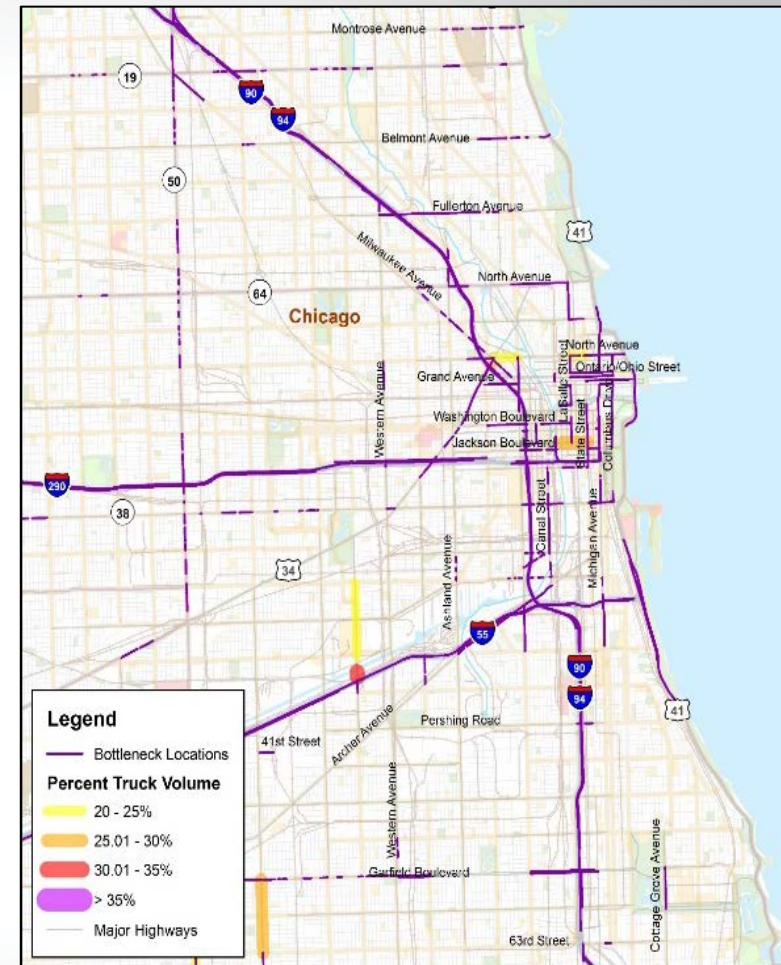 Montrose Avenue
19
90
94
Belmont Avenue
50
Fullerton Avenue
41
Milwaukee Avenue
North Avenue
64
Chicago
North Avenue
Ontario/Ohio Street
LaSalle Street
Grand Avenue
Western Avenue
Washington Boulevard
State Street
Columbus Drive
Jackson Boulevard
290
38
Canal Street
Michigan Avenue
34
Ashland Avenue
55
90
94
41
Pershing Road
41st Street
Archer Avenue
Western Avenue
Garfield Boulevard
Cottage Grove Avenue
63rd Street
Legend
Bottleneck Locations
Percent Truck Volume
20 - 25%
25.01 - 30%
30.01 - 35%
> 35%
Major Highways